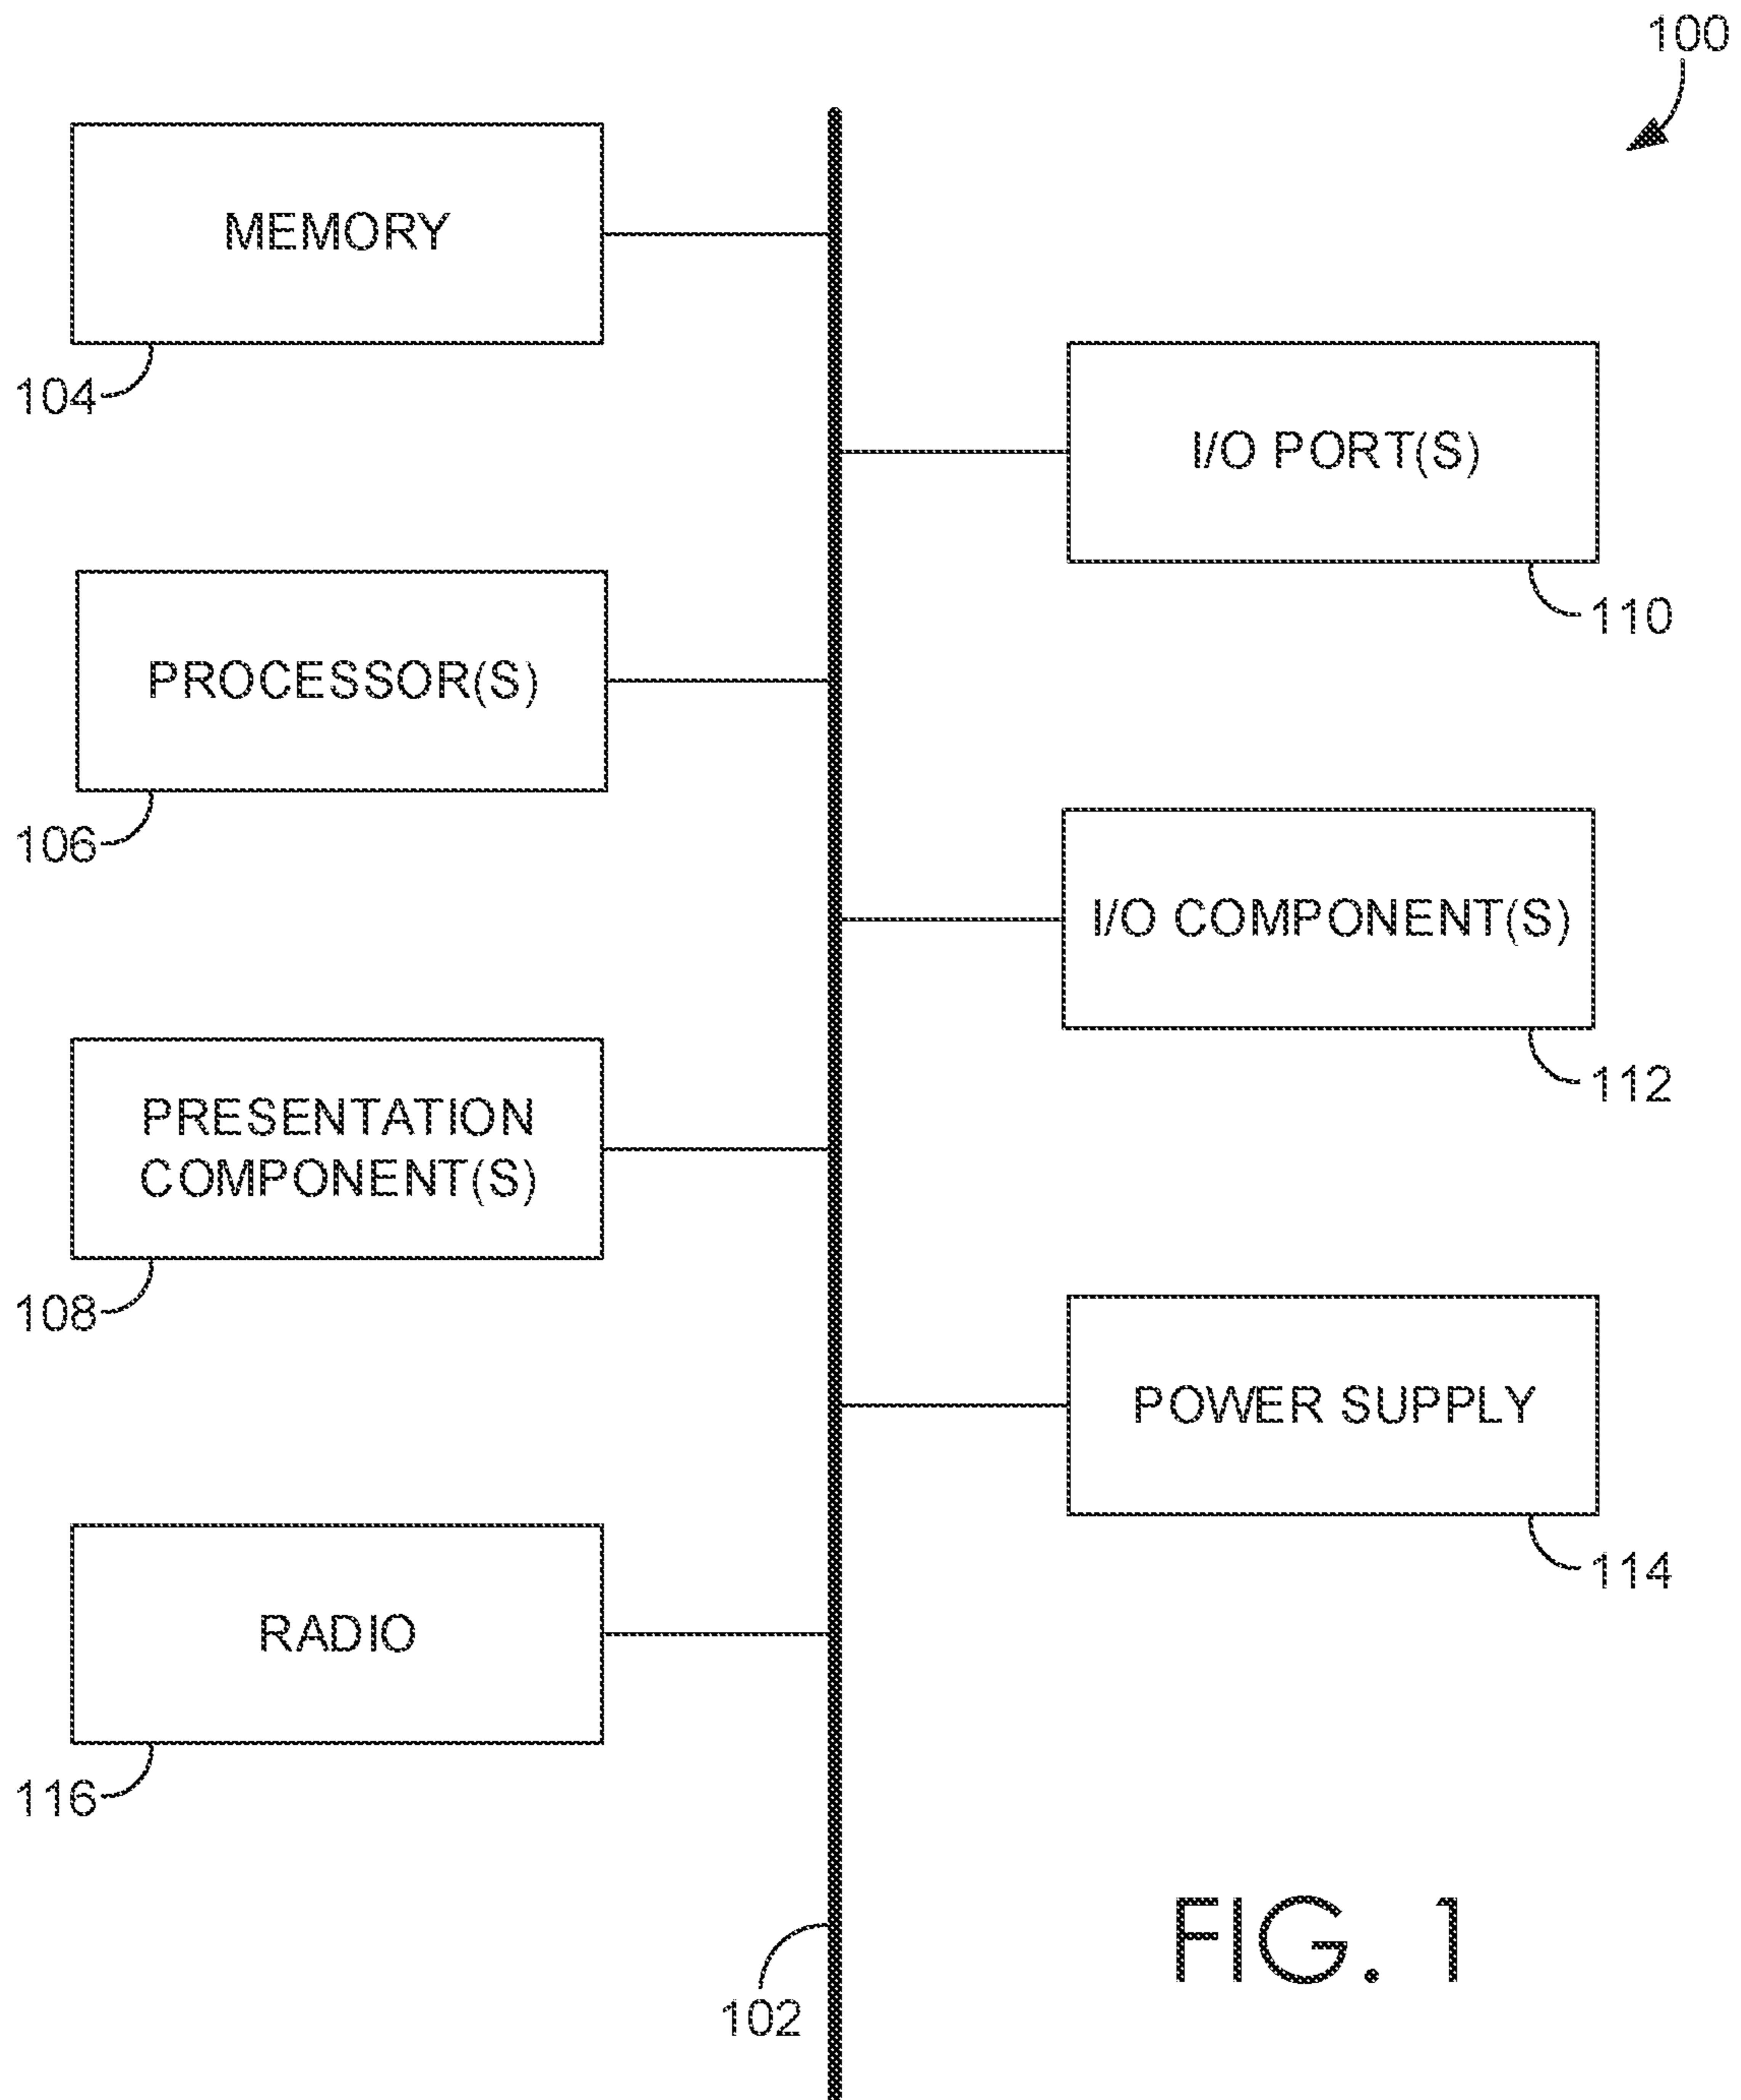 100
MEMORY
104
I/O PORT(S)
110
PROCESSOR(S)
106
I/O COMPONENT(S)
112
PRESENTATION
COMPONENT(S)
108
POWER SUPPLY
114
RADIO
116
102
FIG. 1